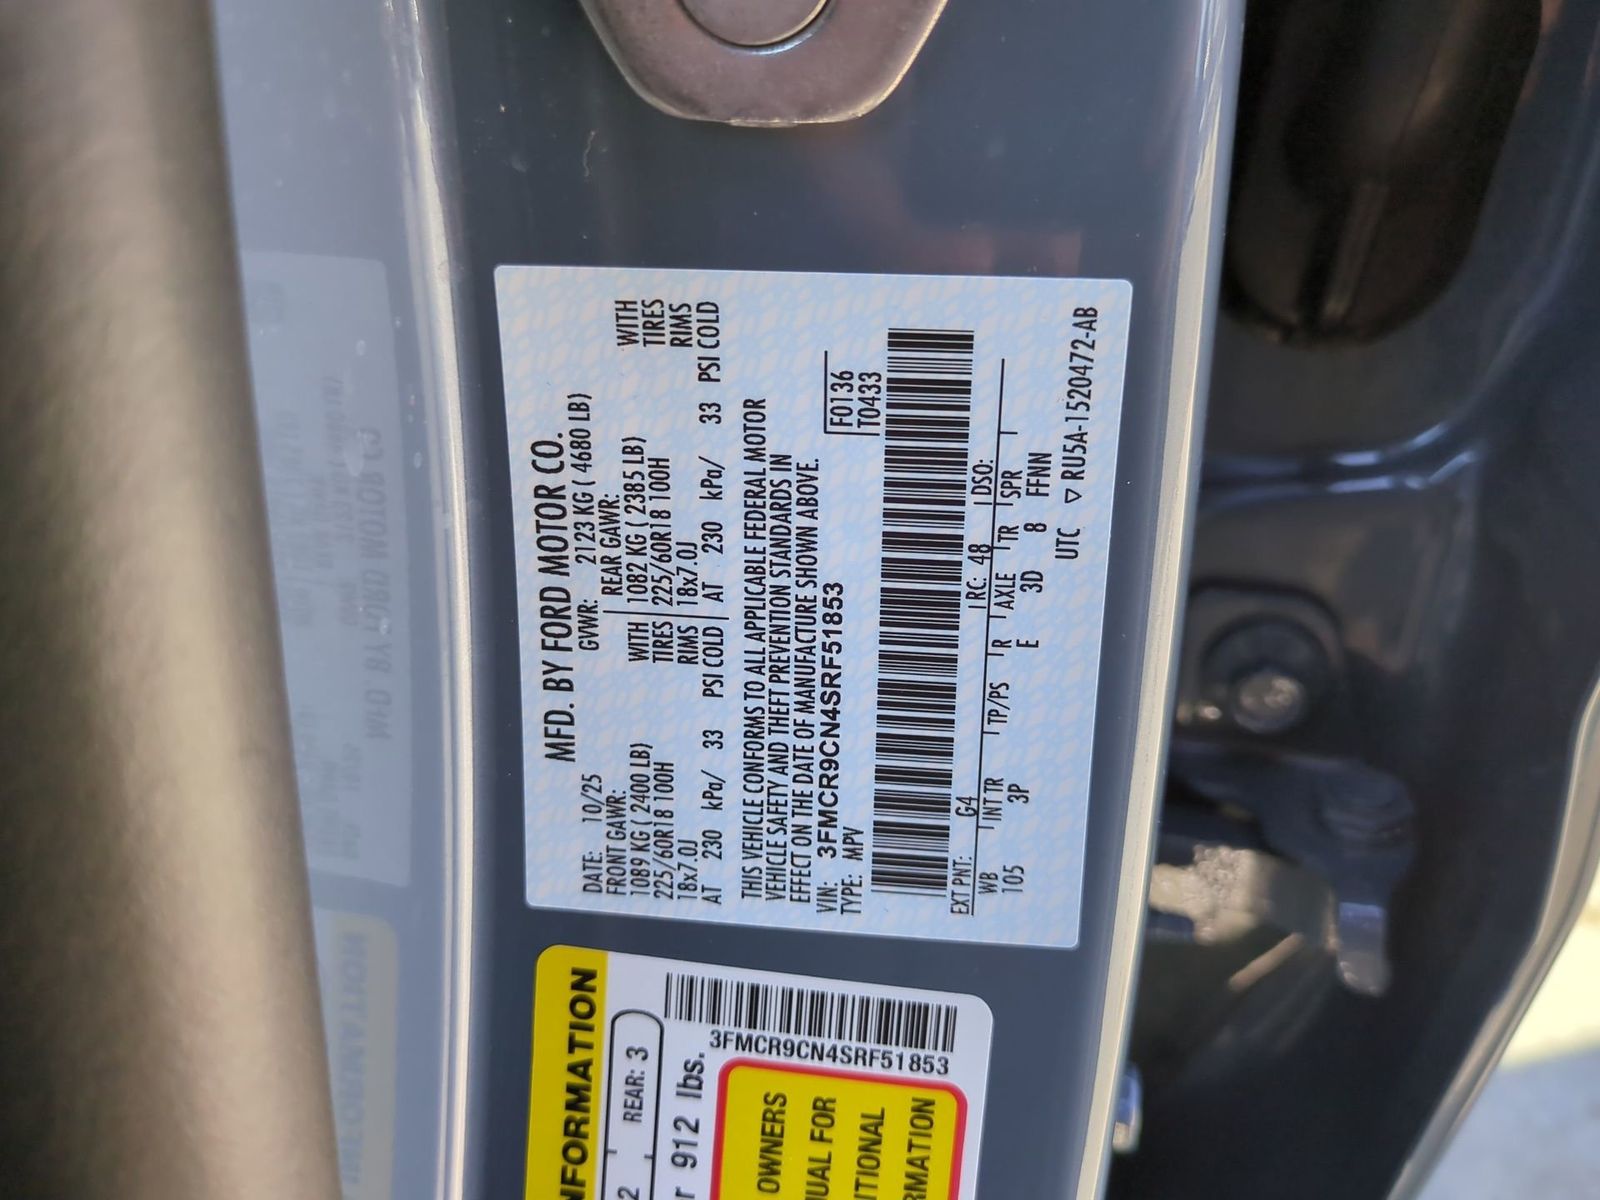 MFD. BY FORD MOTOR CO.
DATE: 10/25 GVWR: 2123 KG ( 4680 LB)
FRONT GAWR: REAR GAWR:
1089 KG ( 2400 LB) WITH 1082 KG ( 2385 LB) WITH
225/60R18 100H TIRES 225/60R18 100H TIRES
18x7.0J RIMS 18x7.0J RIMS
AT 230 kPa/ 33 PSI COLD AT 230 kPa/ 33 PSI COLD
THIS VEHICLE CONFORMS TO ALL APPLICABLE FEDERAL MOTOR
VEHICLE SAFETY AND THEFT PREVENTION STANDARDS IN
EFFECT ON THE DATE OF MANUFACTURE SHOWN ABOVE.
VIN: 3FMCR9CN4SRF51853 F0136
TYPE: MPV T0433
EXT PNT: G4 RC: 48 DSO:
WB INT TR TP/PS R AXLE TR SPR
105 3P E 3D 8 FFNN
UTC ▽ RU5A-1520472-AB
NFORMATION
2 REAR: 3
r 912 lbs.
3FMCR9CN4SRF51853
OWNERS
UAL FOR
ITIONAL
RMATION